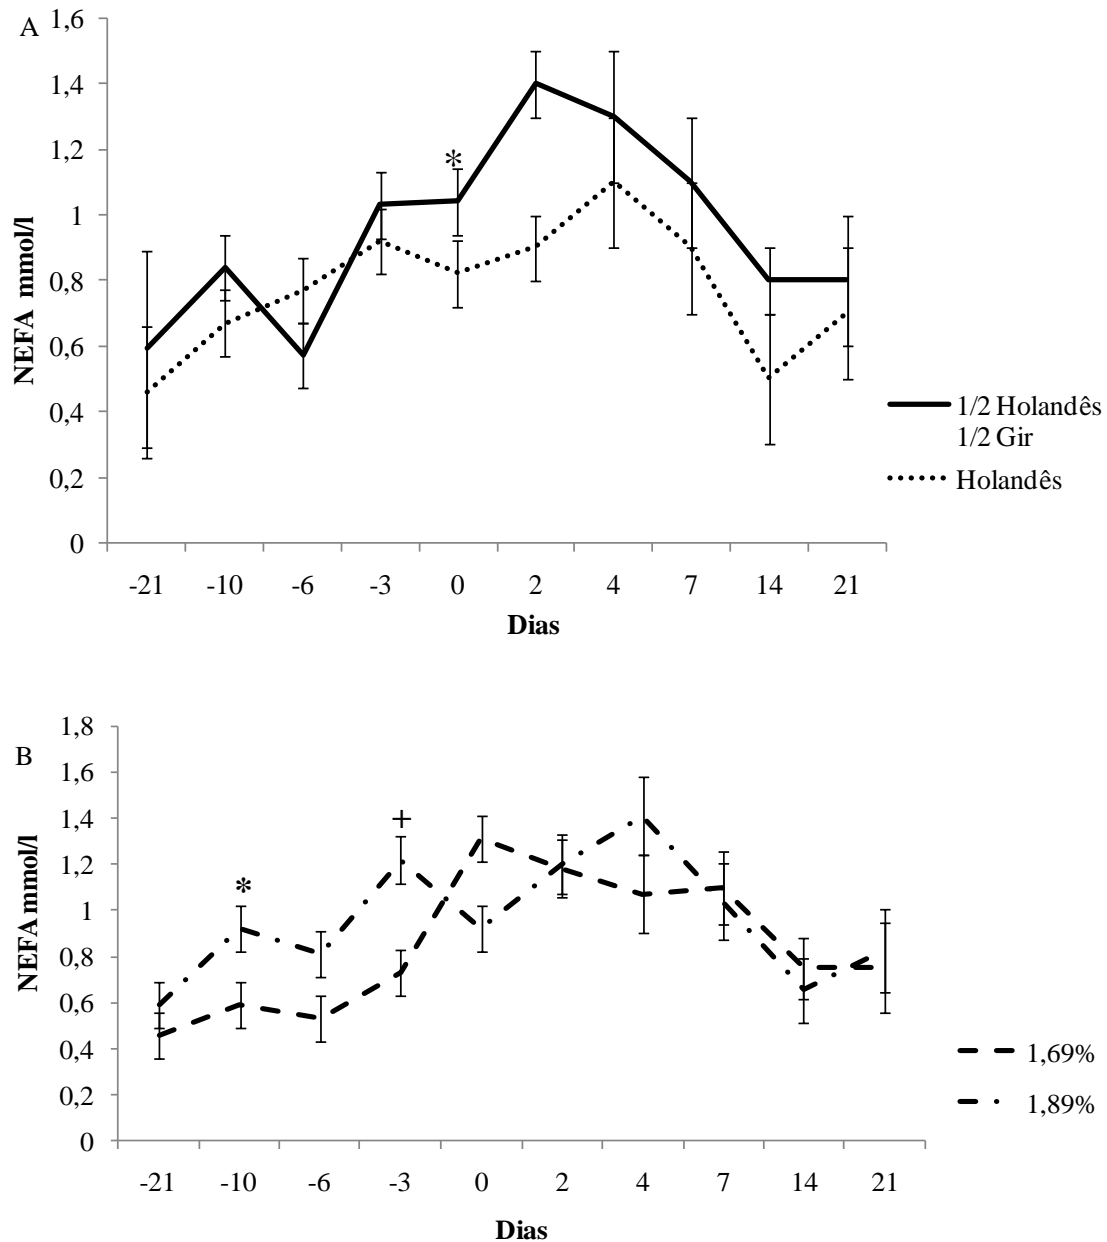 A
1,6
1,4
1,2
1
0,8
0,6
0,4
0,2
0
NEFA mmol/l
*
-21 -10 -6 -3 0 2 4 7 14 21
Dias
1/2 Holandês
1/2 Gir
Holandês
B
1,8
1,6
1,4
1,2
1
0,8
0,6
0,4
0,2
0
NEFA mmol/l
*
+
-21 -10 -6 -3 0 2 4 7 14 21
Dias
1,69%
1,89%